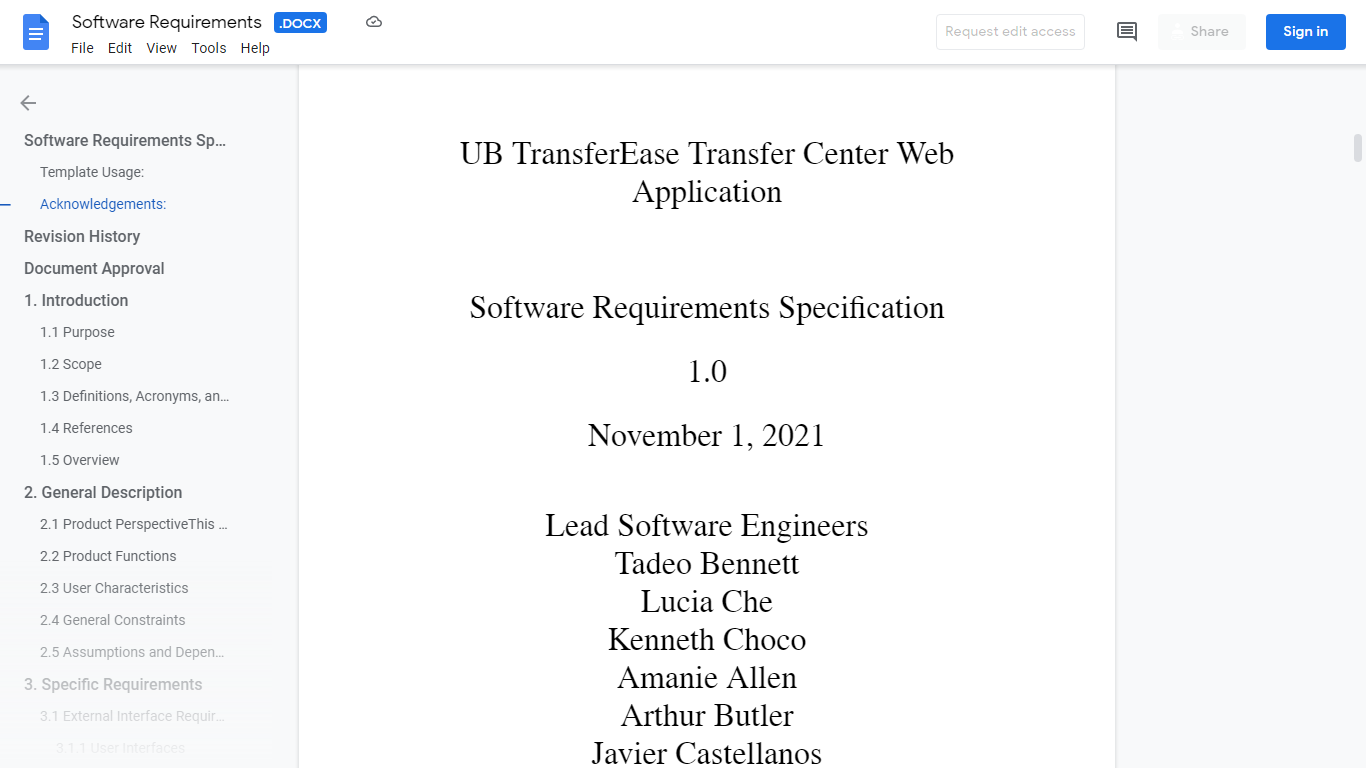 Software Requirements .DOCX
File Edit View Tools Help
Request edit access
Share
Sign in
Software Requirements Sp...
Template Usage:
Acknowledgements:
Revision History
Document Approval
1. Introduction
1.1 Purpose
1.2 Scope
1.3 Definitions, Acronyms, an...
1.4 References
1.5 Overview
2. General Description
2.1 Product PerspectiveThis ...
2.2 Product Functions
2.3 User Characteristics
2.4 General Constraints
2.5 Assumptions and Depen...
3. Specific Requirements
3.1 External Interface Requir...
3.1.1 User Interfaces
UB TransferEase Transfer Center Web
Application
Software Requirements Specification
1.0
November 1, 2021
Lead Software Engineers
Tadeo Bennett
Lucia Che
Kenneth Choco
Amanie Allen
Arthur Butler
Javier Castellanos